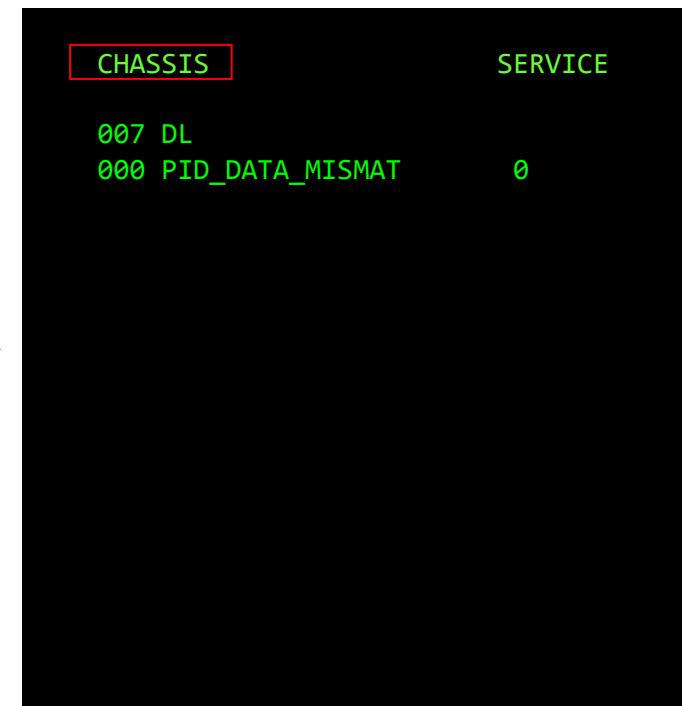 CHASSIS SERVICE
007 DL
000 PID_DATA_MISMAT 0